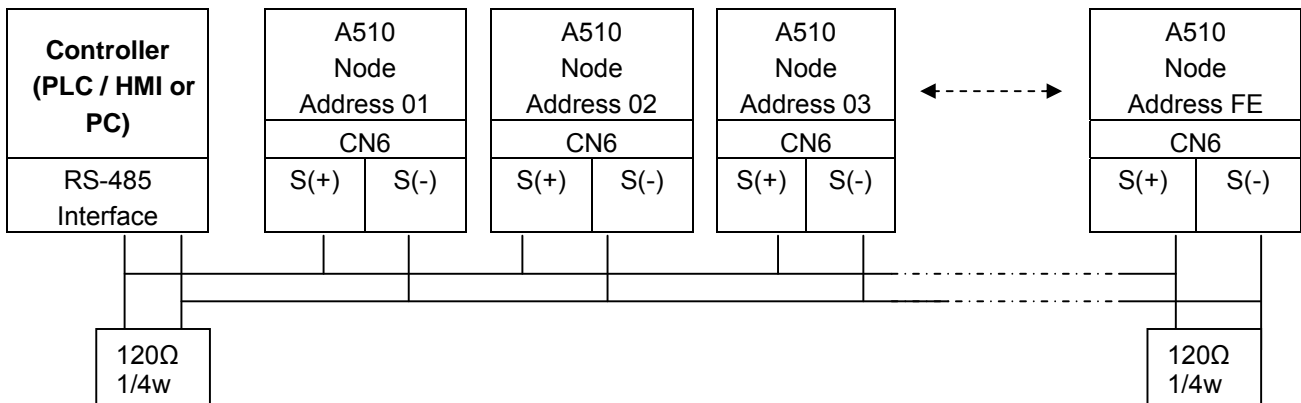 Controller
(PLC / HMI or
PC)
RS-485
Interface
A510
Node
Address 01
CN6
S(+) S(-)
A510
Node
Address 02
CN6
S(+) S(-)
A510
Node
Address 03
CN6
S(+) S(-)
A510
Node
Address FE
CN6
S(+) S(-)
120Ω
1/4w
120Ω
1/4w